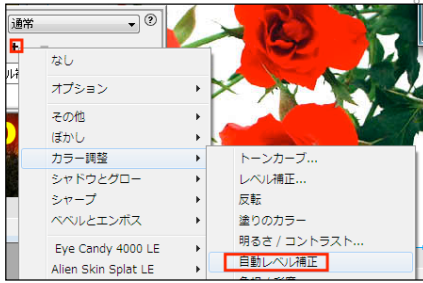 通常
なし
オプション
その他
ぼかし
カラー調整
シャドウとグロー
シャープ
ベベルとエンボス
Eye Candy 4000 LE
Alien Skin Splat LE
トーンカーブ...
レベル補正...
反転
塗りのカラー
明るさ / コントラスト...
自動レベル補正